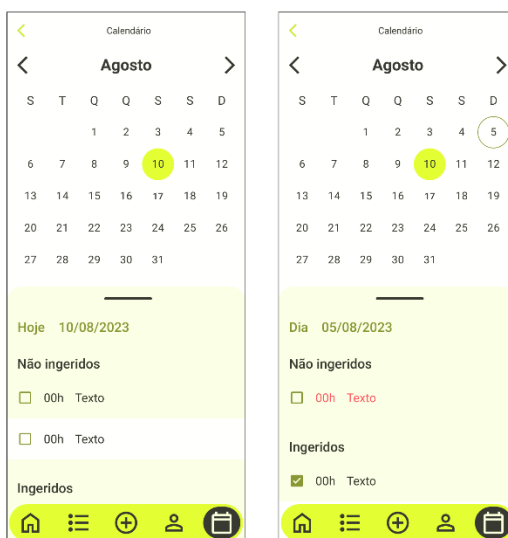 Calendário
Agosto
S T Q Q S S D
1 2 3 4 5
6 7 8 9 10 11 12
13 14 15 16 17 18 19
20 21 22 23 24 25 26
27 28 29 30 31
Hoje 10/08/2023
Não ingeridos
00h Texto
00h Texto
Ingeridos
Calendário
Agosto
S T Q Q S S D
1 2 3 4 5
6 7 8 9 10 11 12
13 14 15 16 17 18 19
20 21 22 23 24 25 26
27 28 29 30 31
Dia 05/08/2023
Não ingeridos
00h Texto
Ingeridos
00h Texto